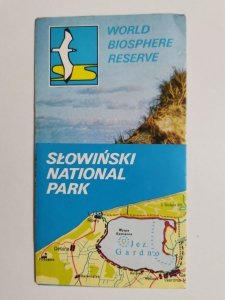 WORLD
BIOSPHERE
RESERVE
SŁOWIŃSKI
NATIONAL
PARK
Jez.
Gardno